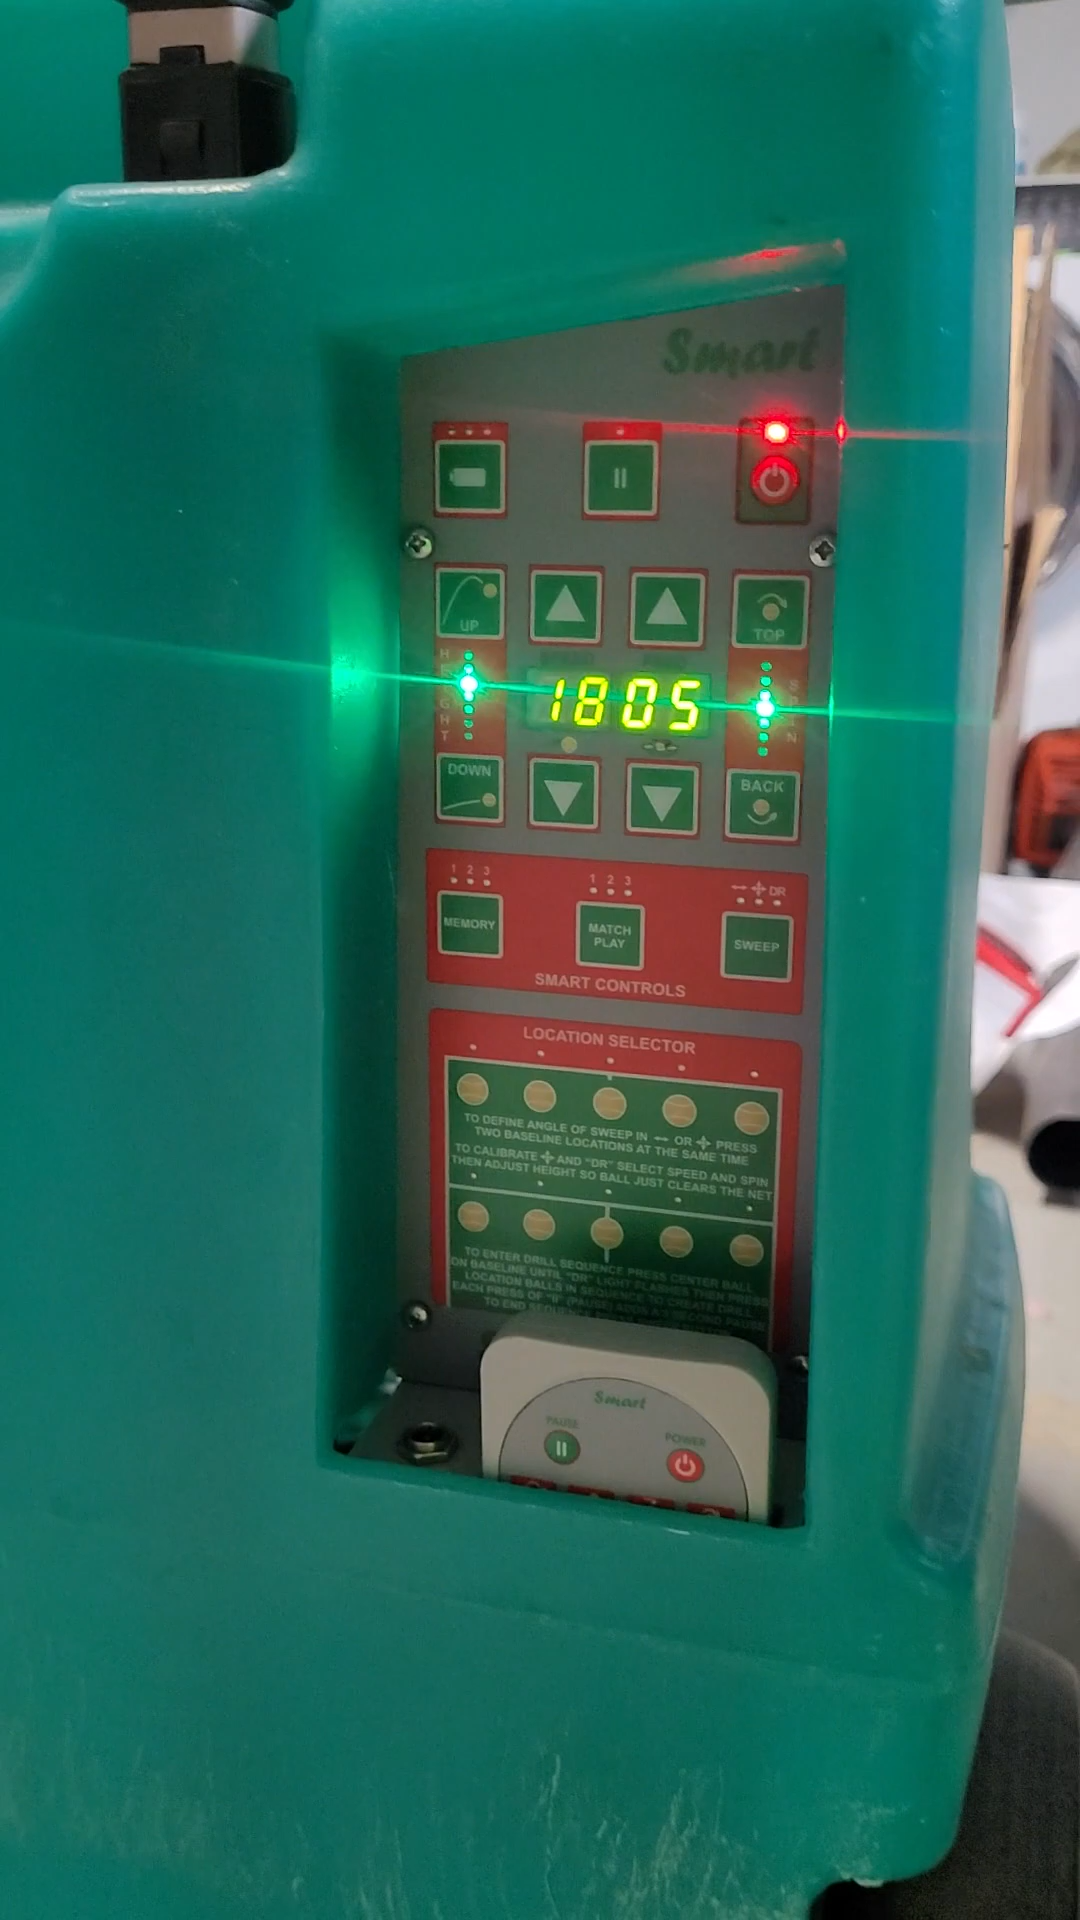 Smart
UP
TOP
HEIGHT
SPIN
1805
DOWN
BACK
1 2 3
1 2 3
DR
MEMORY
MATCH
PLAY
SWEEP
SMART CONTROLS
LOCATION SELECTOR
TO DEFINE ANGLE OF SWEEP IN ↔ OR ✥ PRESS
TWO BASELINE LOCATIONS AT THE SAME TIME
TO CALIBRATE ✥ AND "DR" SELECT SPEED AND SPIN
THEN ADJUST HEIGHT SO BALL JUST CLEARS THE NET
TO ENTER DRILL SEQUENCE PRESS CENTER BALL
ON BASELINE UNTIL "DR" LIGHT FLASHES THEN PRESS
LOCATION BALLS IN SEQUENCE TO CREATE DRILL
EACH PRESS OF "II" (PAUSE) ADDS A 1 SECOND PAUSE
TO END SEQUENCE PRESS
Smart
PAUSE
POWER